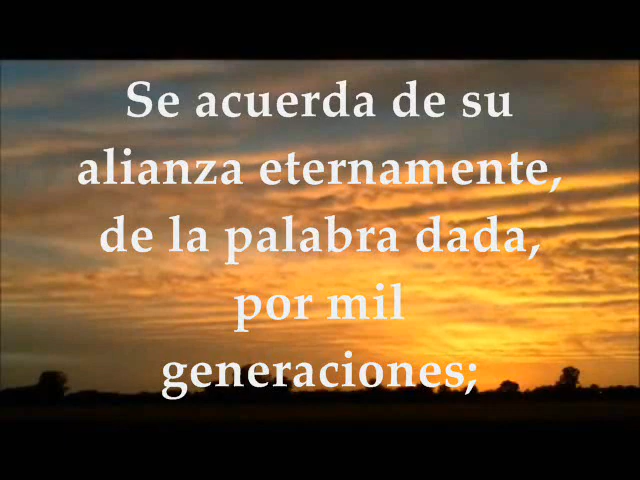 Se acuerda de su
alianza eternamente,
de la palabra dada,
por mil
generaciones;